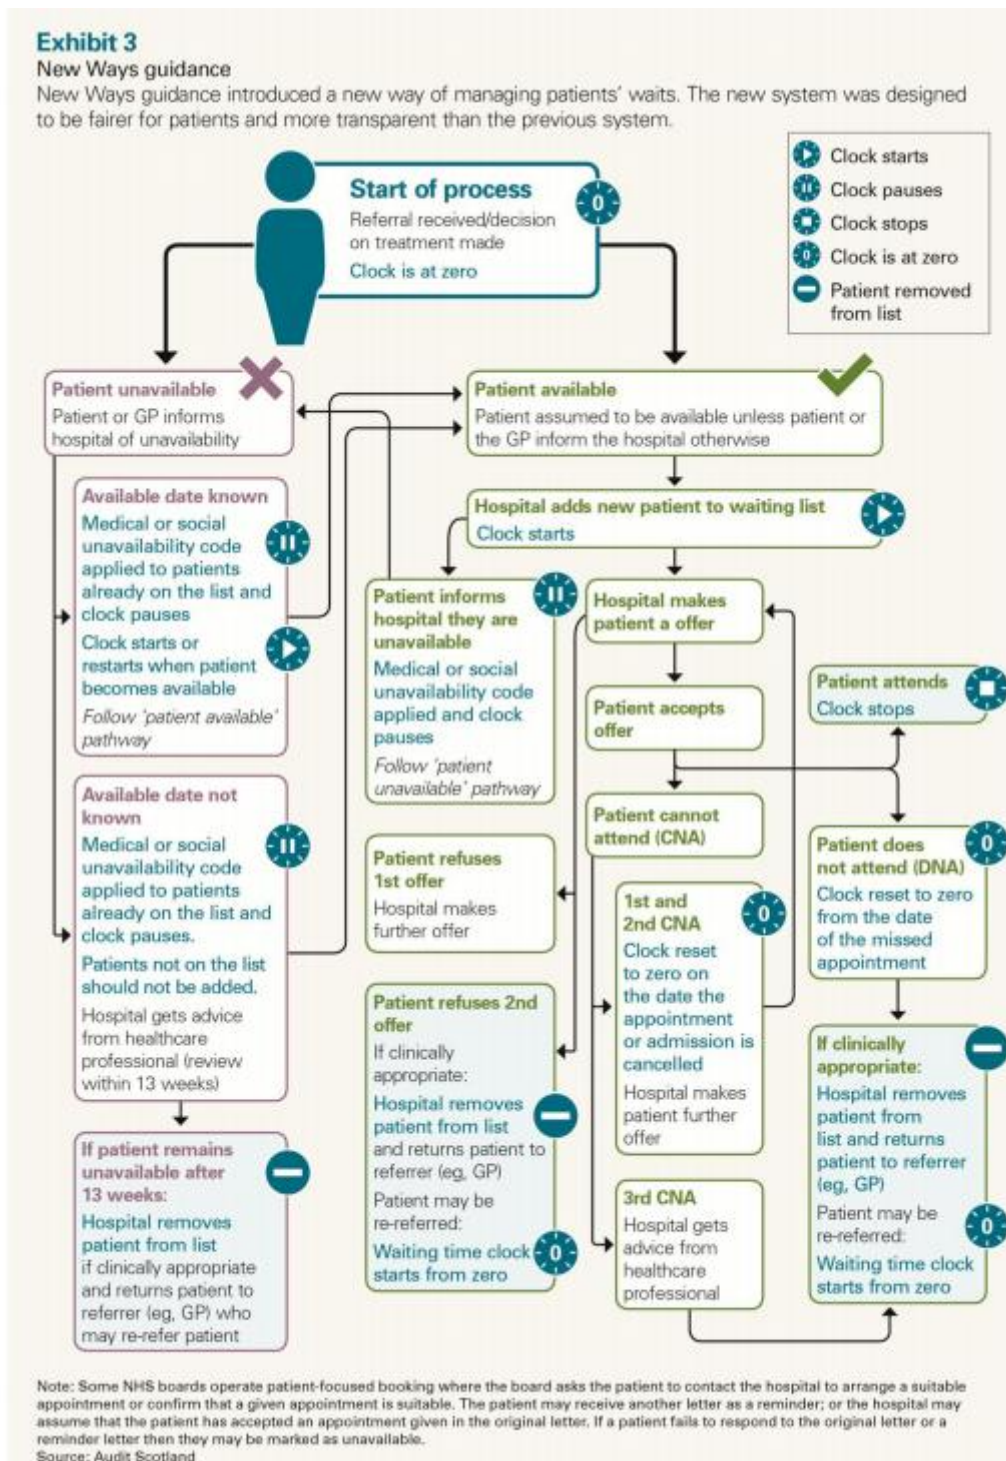 Exhibit 3
New Ways guidance
New Ways guidance introduced a new way of managing patients' waits. The new system was designed
to be fairer for patients and more transparent than the previous system.
Clock starts
Clock pauses
Clock stops
0
Clock is at zero
Patient removed
from list
Start of process
0
Referral received/decision
on treatment made
Clock is at zero
Patient unavailable
Patient or GP informs
hospital of unavailability
Patient available
Patient assumed to be available unless patient or
the GP inform the hospital otherwise
Available date known
Medical or social
unavailability code
applied to patients
already on the list and
clock pauses
Clock starts or
restarts when patient
becomes available
Follow 'patient available'
pathway
Hospital adds new patient to waiting list
Clock starts
Patient informs
hospital they are
unavailable
Medical or social
unavailability code
applied and clock
pauses
Follow 'patient
unavailable' pathway
Hospital makes
patient a offer
Patient accepts
offer
Patient attends
Clock stops
Available date not
known
Medical or social
unavailability code
applied to patients
already on the list and
clock pauses.
Patients not on the list
should not be added.
Hospital gets advice
from healthcare
professional (review
within 13 weeks)
Patient refuses
1st offer
Hospital makes
further offer
Patient cannot
attend (CNA)
Patient does
not attend (DNA)
0
Clock reset to zero
from the date
of the missed
appointment
1st and
2nd CNA
0
Clock reset
to zero on
the date the
appointment
or admission is
cancelled
Hospital makes
patient further
offer
Patient refuses 2nd
offer
If clinically
appropriate:
Hospital removes
patient from list
and returns patient to
referrer (eg, GP)
Patient may be
re-referred:
Waiting time clock
starts from zero
0
If clinically
appropriate:
Hospital removes
patient from
list and returns
patient to referrer
(eg, GP)
Patient may be
re-referred:
0
Waiting time clock
starts from zero
If patient remains
unavailable after
13 weeks:
Hospital removes
patient from list
if clinically appropriate
and returns patient to
referrer (eg, GP) who
may re-refer patient
3rd CNA
Hospital gets
advice from
healthcare
professional
Note: Some NHS boards operate patient-focused booking where the board asks the patient to contact the hospital to arrange a suitable
appointment or confirm that a given appointment is suitable. The patient may receive another letter as a reminder; or the hospital may
assume that the patient has accepted an appointment given in the original letter. If a patient fails to respond to the original letter or a
reminder letter then they may be marked as unavailable.
Source: Audit Scotland